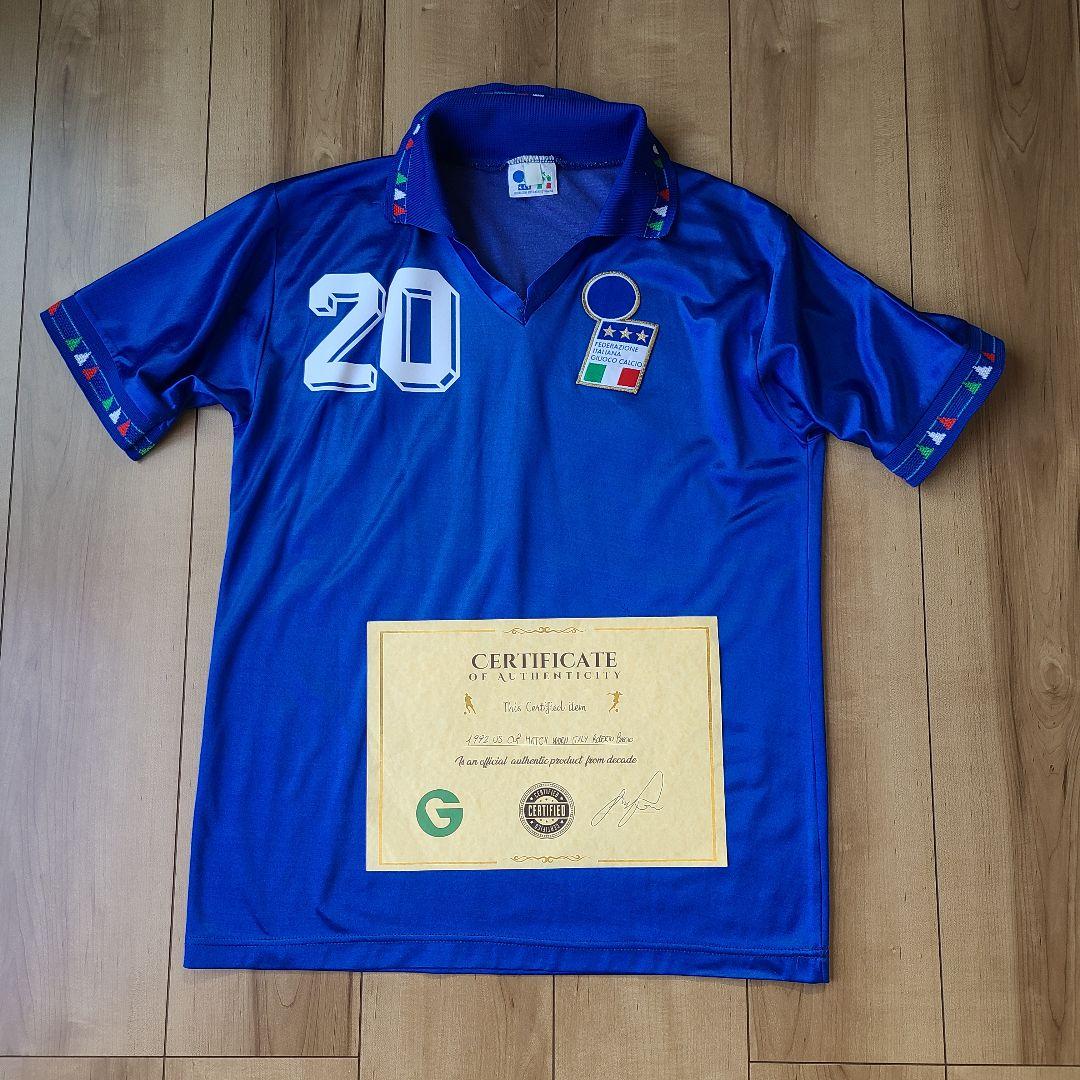 20
FEDERAZIONE
ITALIANA
GIUOCO CALCIO
CERTIFICATE
OF AUTHENTICITY
This Certified item
1992 US CUP MATCH WORN ITALY ROBERTO BAGGIO
Is an official authentic product from decade
G
CERTIFIED
CERTIFIED